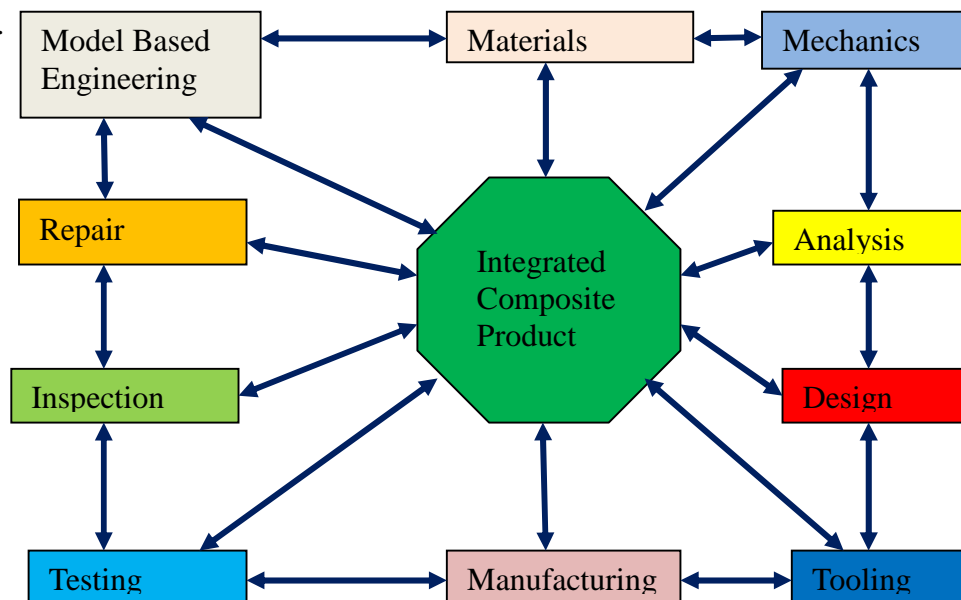 Model Based
Engineering
Materials
Mechanics
Repair
Integrated
Composite
Product
Analysis
Inspection
Design
Testing
Manufacturing
Tooling